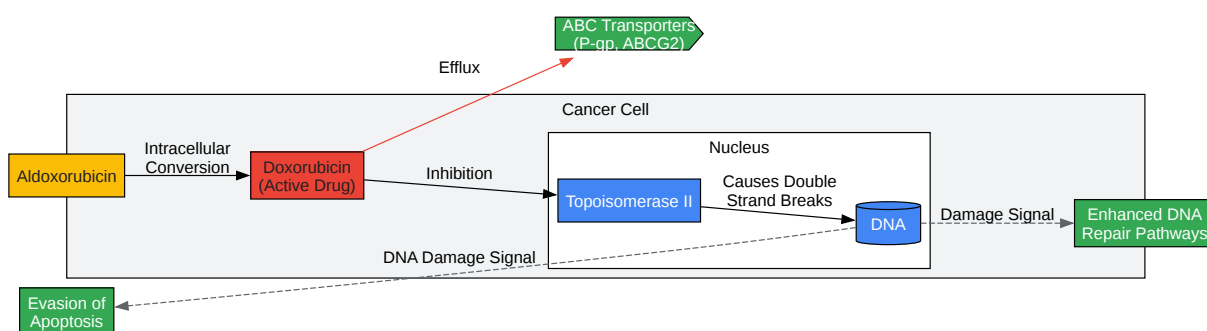 ABC Transporters
(P-gp, ABCG2)
Efflux
Cancer Cell
Intracellular
Conversion
Aldoxorubicin
Doxorubicin
(Active Drug)
Inhibition
Nucleus
Topoisomerase II
Causes Double
Strand Breaks
DNA
Damage Signal
Enhanced DNA
Repair Pathways
DNA Damage Signal
Evasion of
Apoptosis